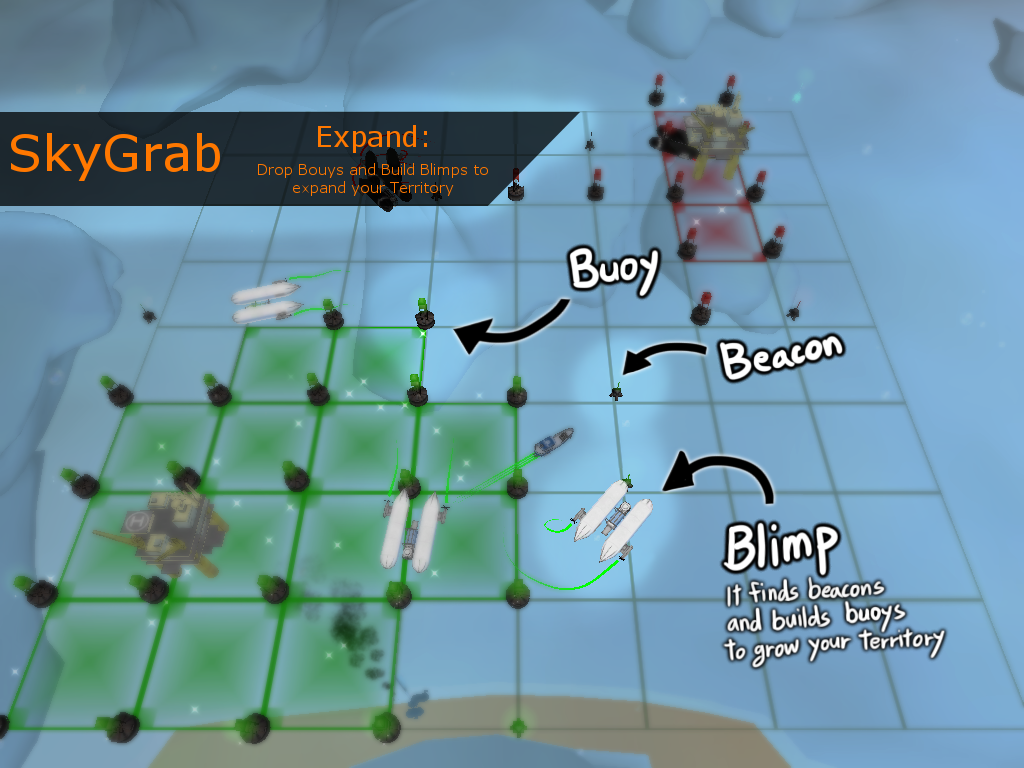 SkyGrab
Expand:
Drop Bouys and Build Blimps to
expand your Territory
Buoy
Beacon
Blimp
It finds beacons
and builds buoys
to grow your territory